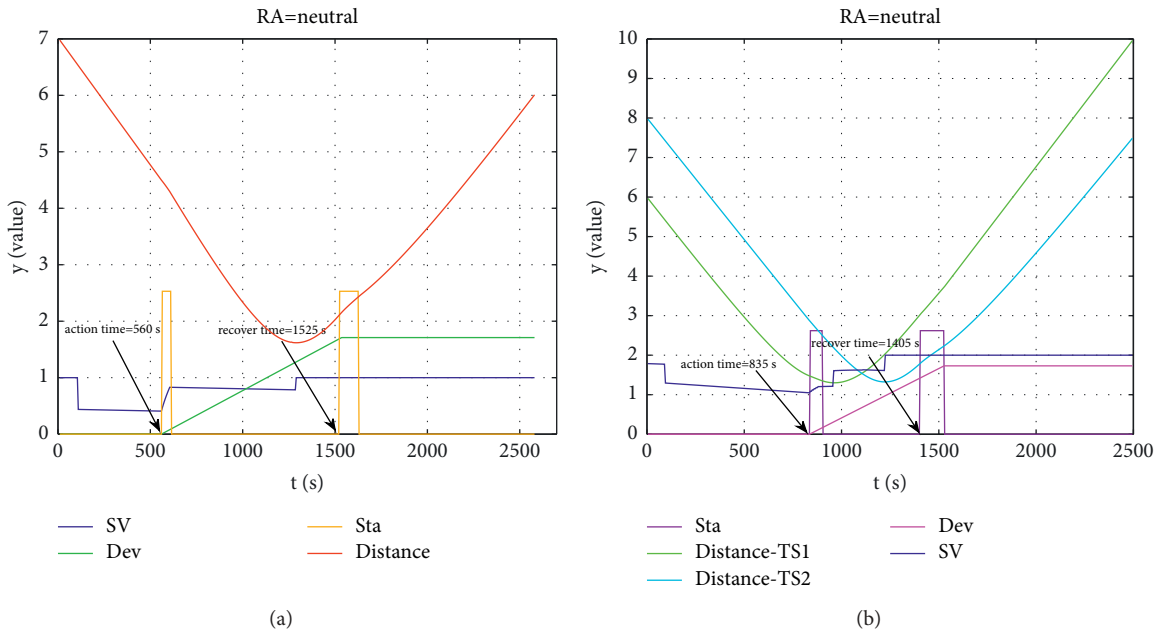 RA=neutral
7
6
5
4
3
2
1
0
y (value)
action time=560 s
recover time=1525 s
0
500
1000
1500
2000
2500
t (s)
SV
Dev
Sta
Distance
(a)
RA=neutral
10
9
8
7
6
5
4
3
2
1
0
y (value)
action time=835 s
recover time=1405 s
0
500
1000
1500
2000
2500
t (s)
Sta
Distance-TS1
Distance-TS2
Dev
SV
(b)